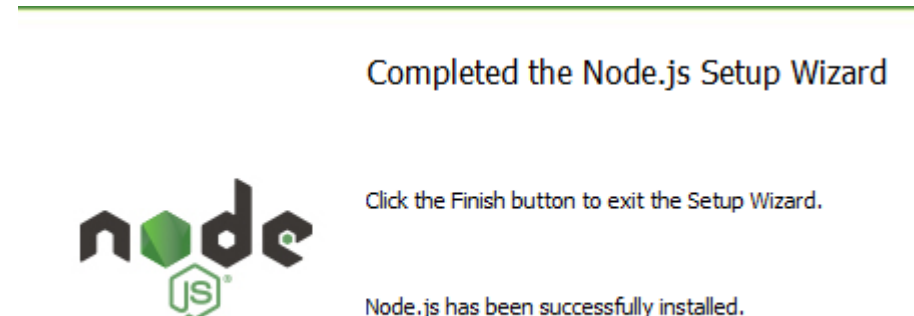 Completed the Node.js Setup Wizard
Click the Finish button to exit the Setup Wizard.
node
JS®
Node.js has been successfully installed.